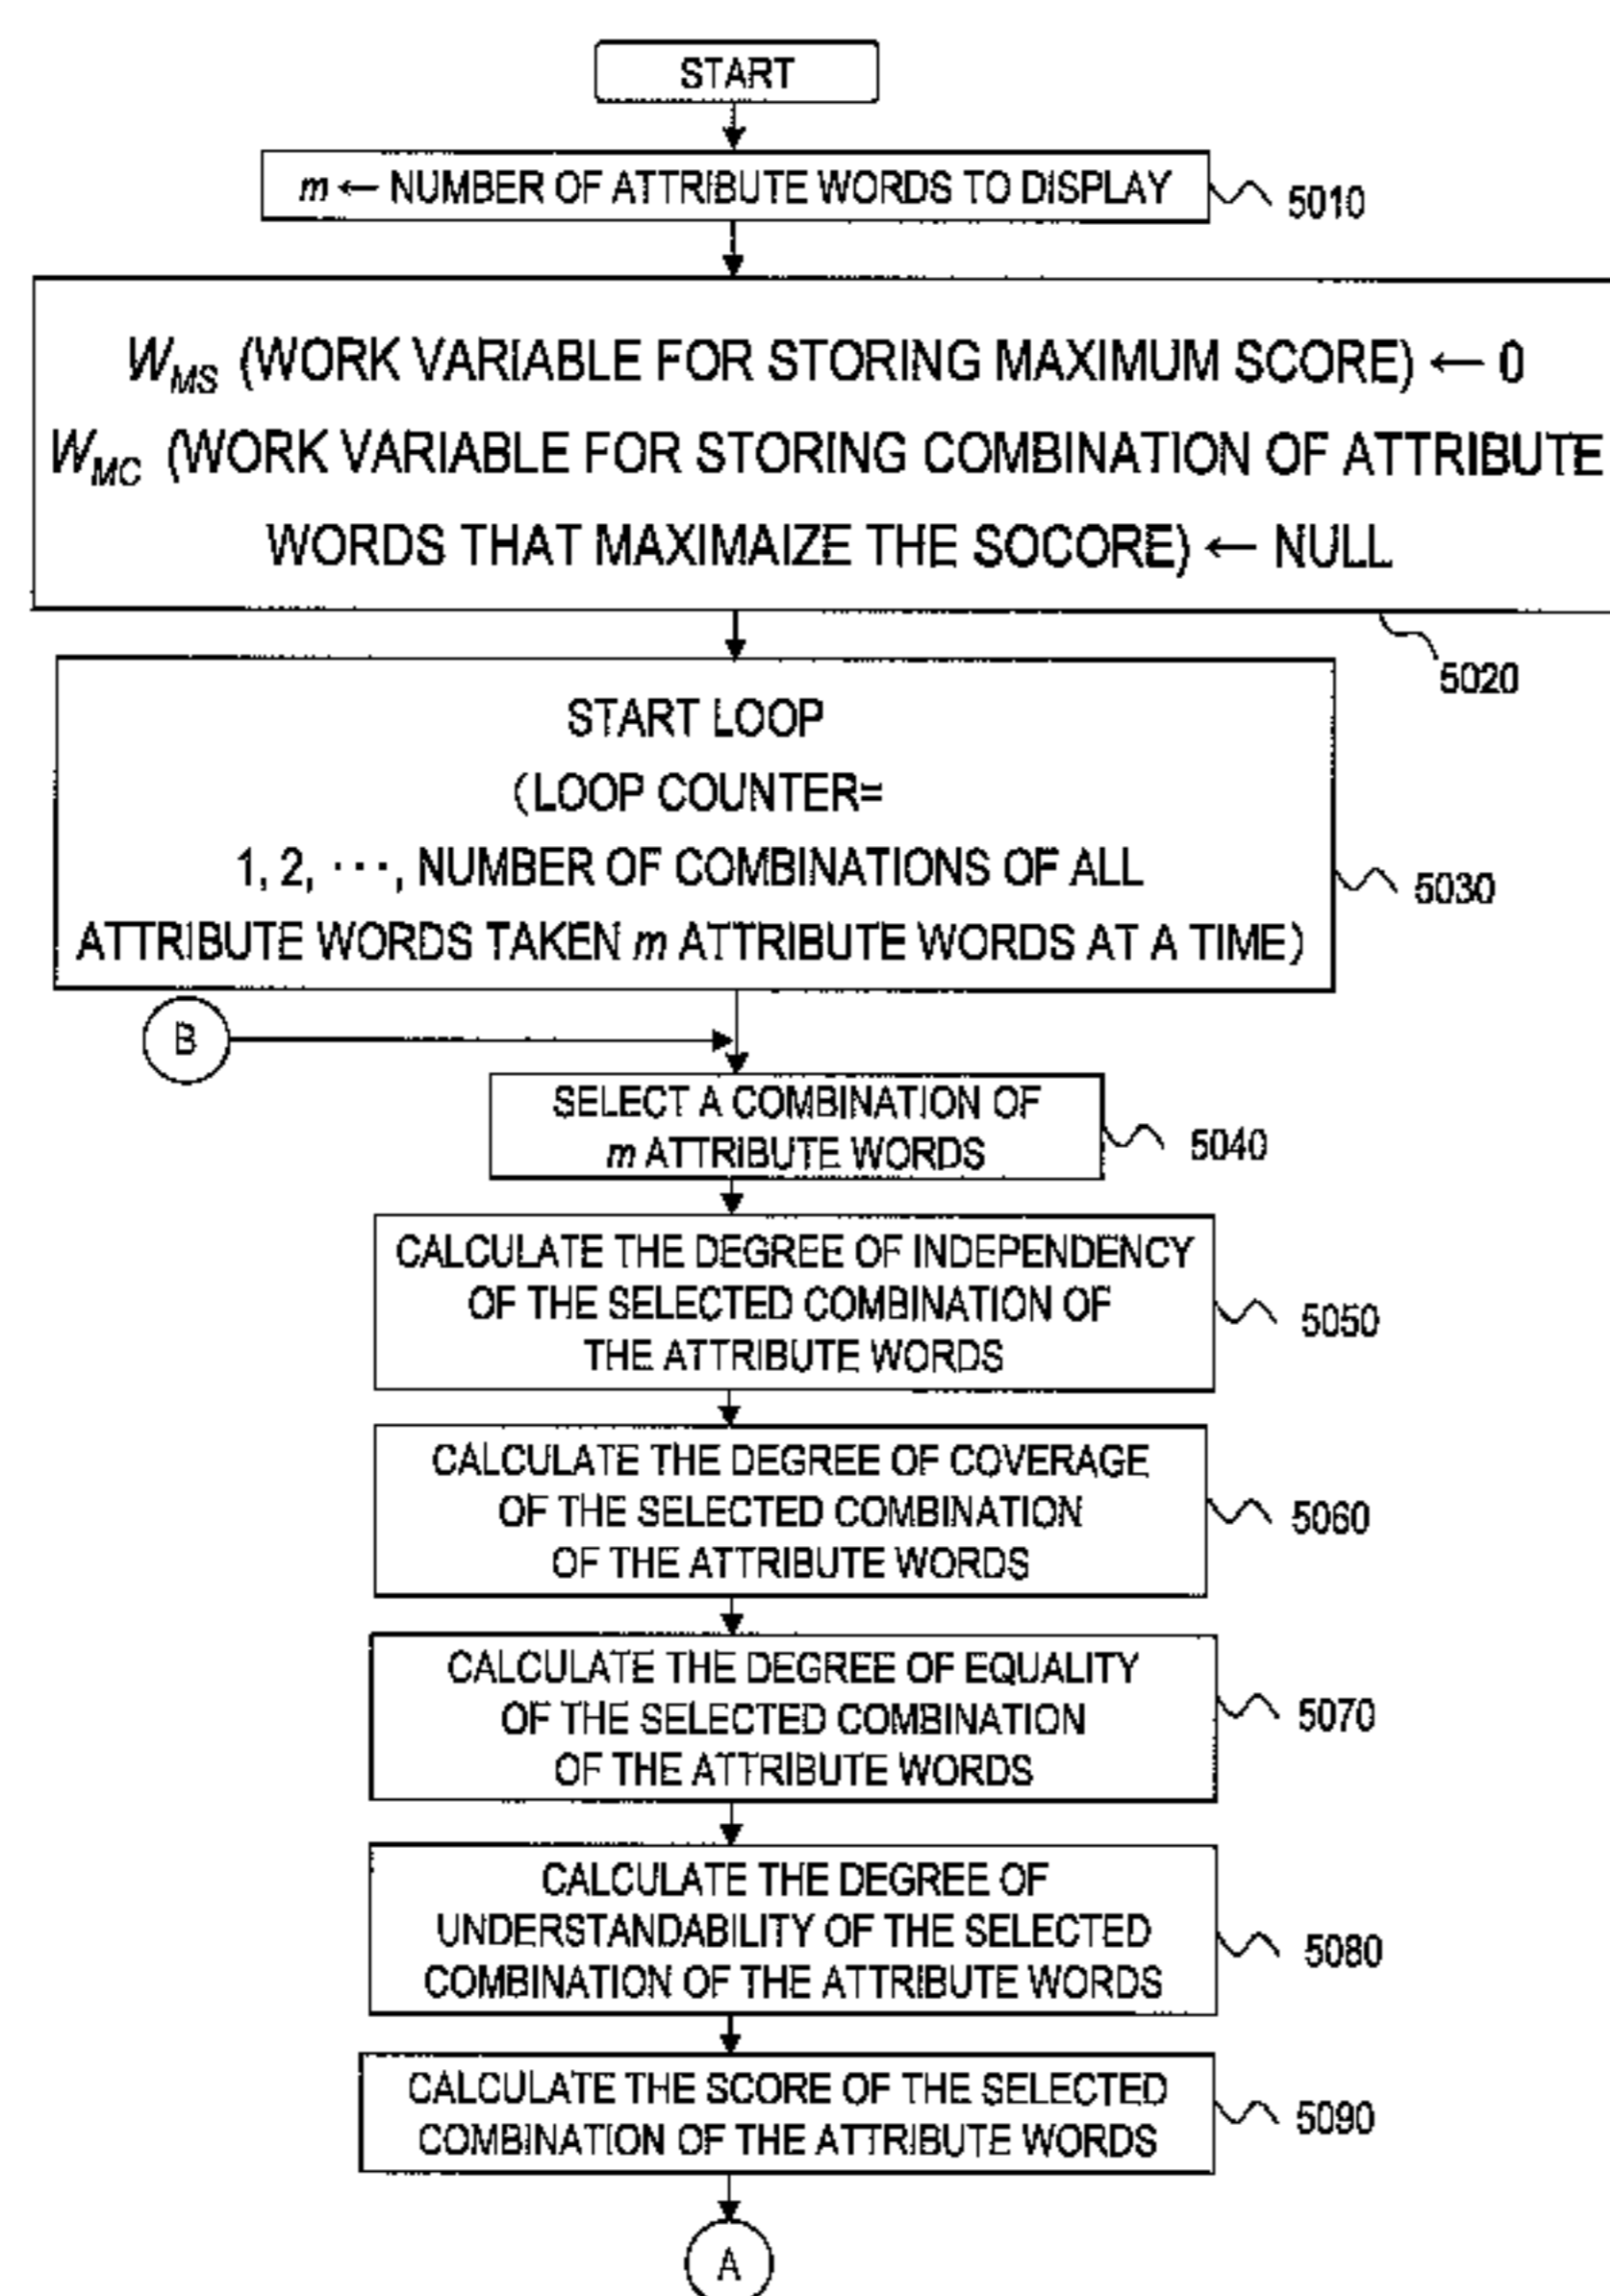 START
m ← NUMBER OF ATTRIBUTE WORDS TO DISPLAY
5010
WMS (WORK VARIABLE FOR STORING MAXIMUM SCORE) ← 0
WMC (WORK VARIABLE FOR STORING COMBINATION OF ATTRIBUTE
WORDS THAT MAXIMAIZE THE SOCORE) ← NULL
5020
START LOOP
(LOOP COUNTER=
1, 2, ···, NUMBER OF COMBINATIONS OF ALL
ATTRIBUTE WORDS TAKEN m ATTRIBUTE WORDS AT A TIME)
5030
B
SELECT A COMBINATION OF
m ATTRIBUTE WORDS
5040
CALCULATE THE DEGREE OF INDEPENDENCY
OF THE SELECTED COMBINATION OF
THE ATTRIBUTE WORDS
5050
CALCULATE THE DEGREE OF COVERAGE
OF THE SELECTED COMBINATION
OF THE ATTRIBUTE WORDS
5060
CALCULATE THE DEGREE OF EQUALITY
OF THE SELECTED COMBINATION
OF THE ATTRIBUTE WORDS
5070
CALCULATE THE DEGREE OF
UNDERSTANDABILITY OF THE SELECTED
COMBINATION OF THE ATTRIBUTE WORDS
5080
CALCULATE THE SCORE OF THE SELECTED
COMBINATION OF THE ATTRIBUTE WORDS
5090
A